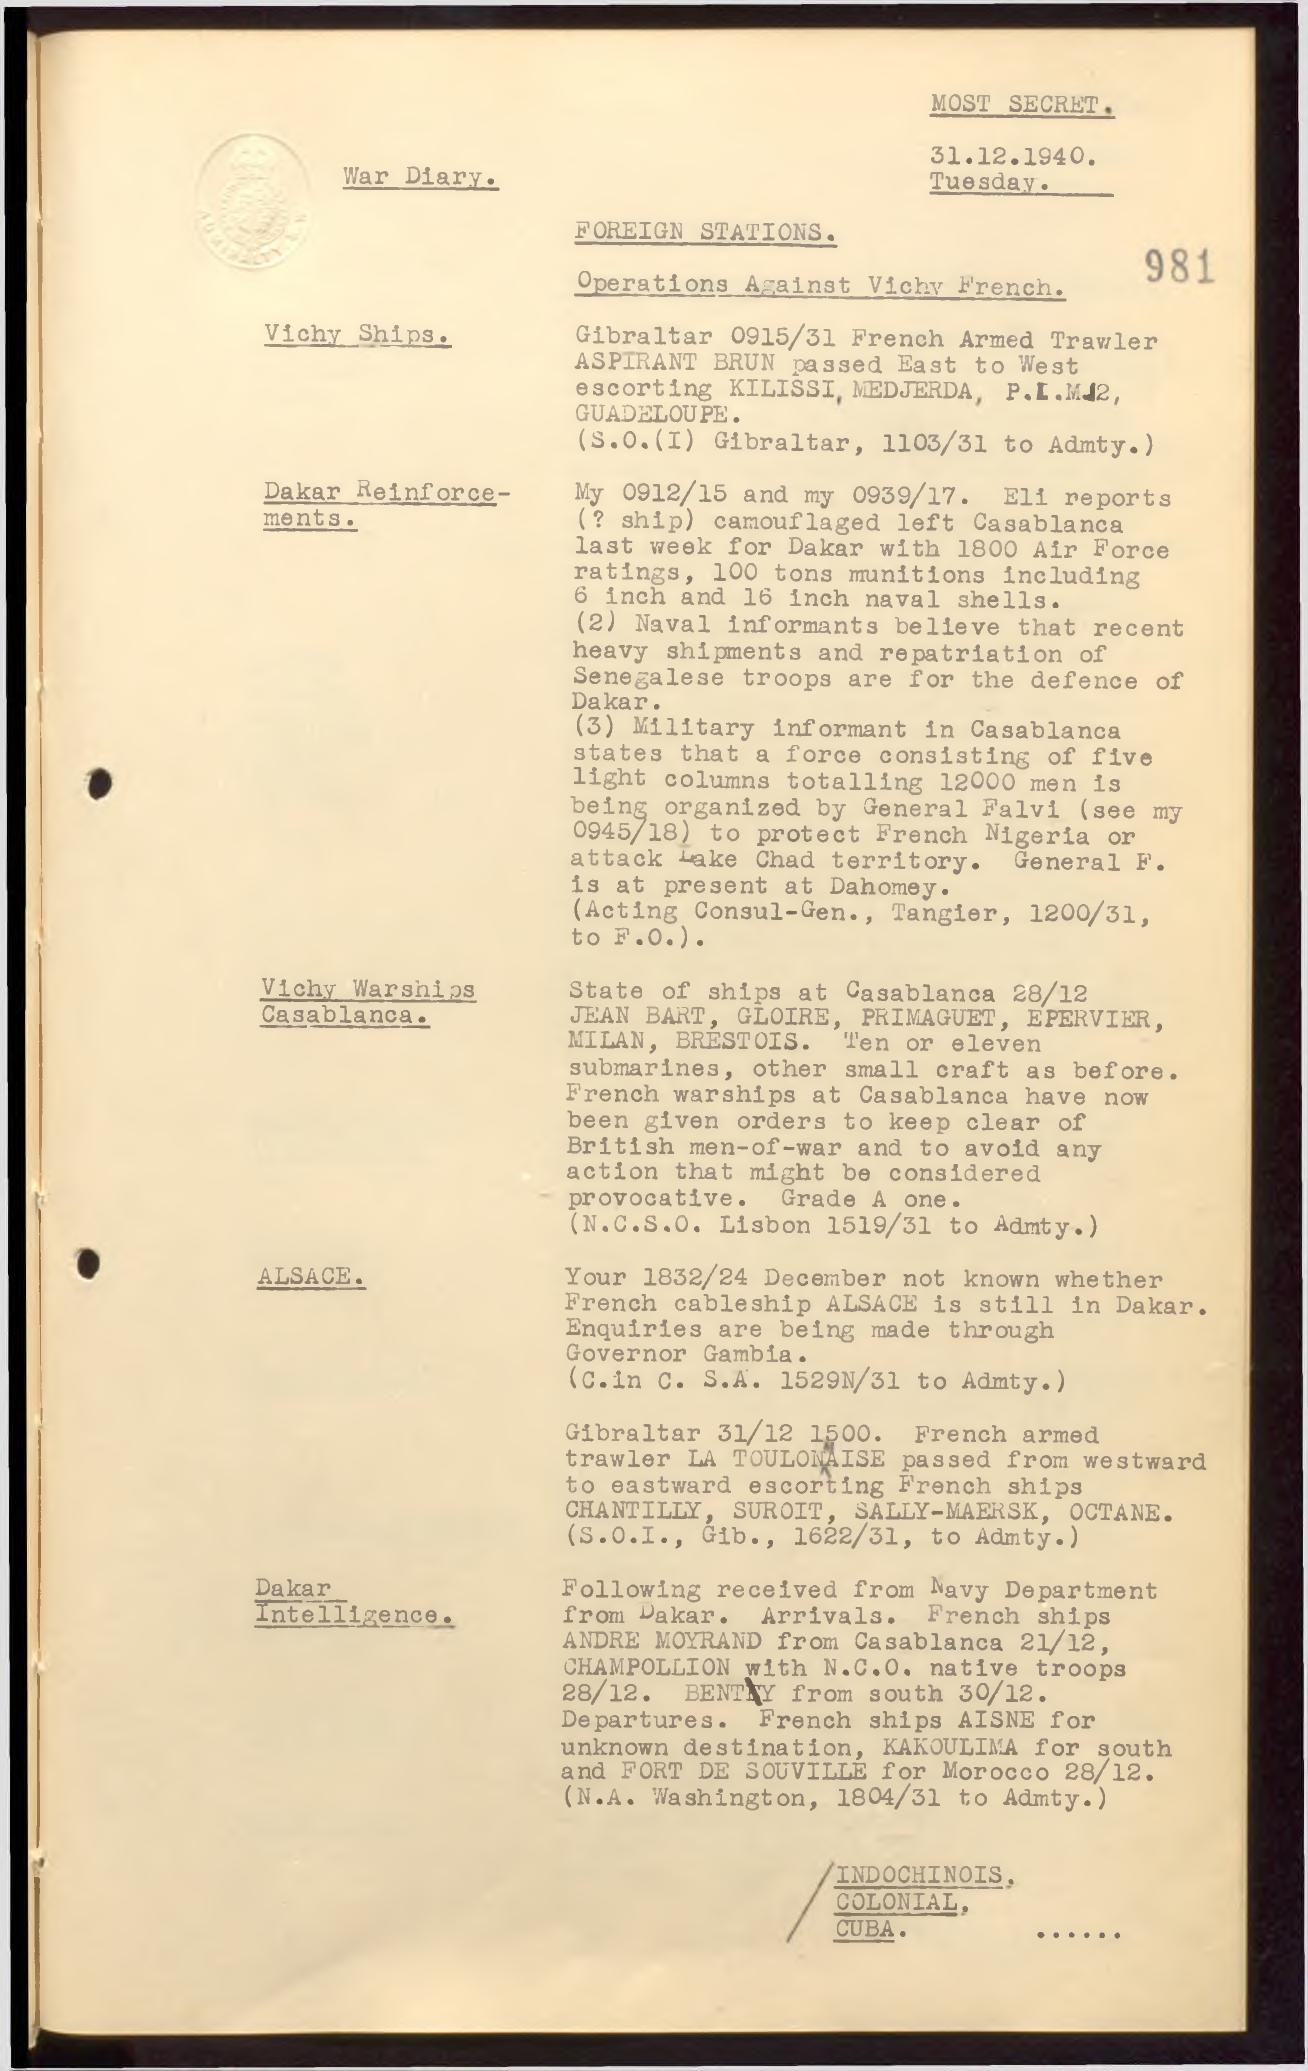 MOST SECRET.
31.12.1940.
War Diary.
Tuesday.
FOREIGN STATIONS.
981
Operations Against Vichy French.
Vichy Ships.
Gibraltar 0915/31 French Armed Trawler
ASPIRANT BRUN passed East to West
escorting KILISSI, MEDJERDA, P.L.M.12,
GUADELOUPE.
(S.O.(I) Gibraltar, 1103/31 to Admty.)
Dakar Reinforce-
ments.
My 0912/15 and my 0939/17. Eli reports
(? ship) camouflaged left Casablanca
last week for Dakar with 1800 Air Force
ratings, 100 tons munitions including
6 inch and 16 inch naval shells.
(2) Naval informants believe that recent
heavy shipments and repatriation of
Senegalese troops are for the defence of
Dakar.
(3) Military informant in Casablanca
states that a force consisting of five
light columns totalling 12000 men is
being organized by General Falvi (see my
0945/18) to protect French Nigeria or
attack Lake Chad territory. General F.
is at present at Dahomey.
(Acting Consul-Gen., Tangier, 1200/31,
to F.O.).
Vichy Warships
Casablanca.
State of ships at Casablanca 28/12
JEAN BART, GLOIRE, PRIMAGUET, EPERVIER,
MILAN, BRESTOIS. Ten or eleven
submarines, other small craft as before.
French warships at Casablanca have now
been given orders to keep clear of
British men-of-war and to avoid any
action that might be considered
provocative. Grade A one.
(N.C.S.O. Lisbon 1519/31 to Admty.)
ALSACE.
Your 1832/24 December not known whether
French cableship ALSACE is still in Dakar.
Enquiries are being made through
Governor Gambia.
(C.in C. S.A. 1529N/31 to Admty.)
Gibraltar 31/12 1500. French armed
trawler LA TOULONAISE passed from westward
to eastward escorting French ships
CHANTILLY, SUROIT, SALLY-MAERSK, OCTANE.
(S.O.I., Gib., 1622/31, to Admty.)
Dakar
Intelligence.
Following received from Navy Department
from Dakar. Arrivals. French ships
ANDRE MOYRAND from Casablanca 21/12,
CHAMPOLLION with N.C.O. native troops
28/12. from south 30/12.
Departures. French ships AISNE for
unknown destination, KAKOULIMA for south
and FORT DE SOUVILLE for Morocco 28/12.
(N.A. Washington, 1804/31 to Admty.)
/INDOCHINOIS,
COLONIAL,
CUBA. ......